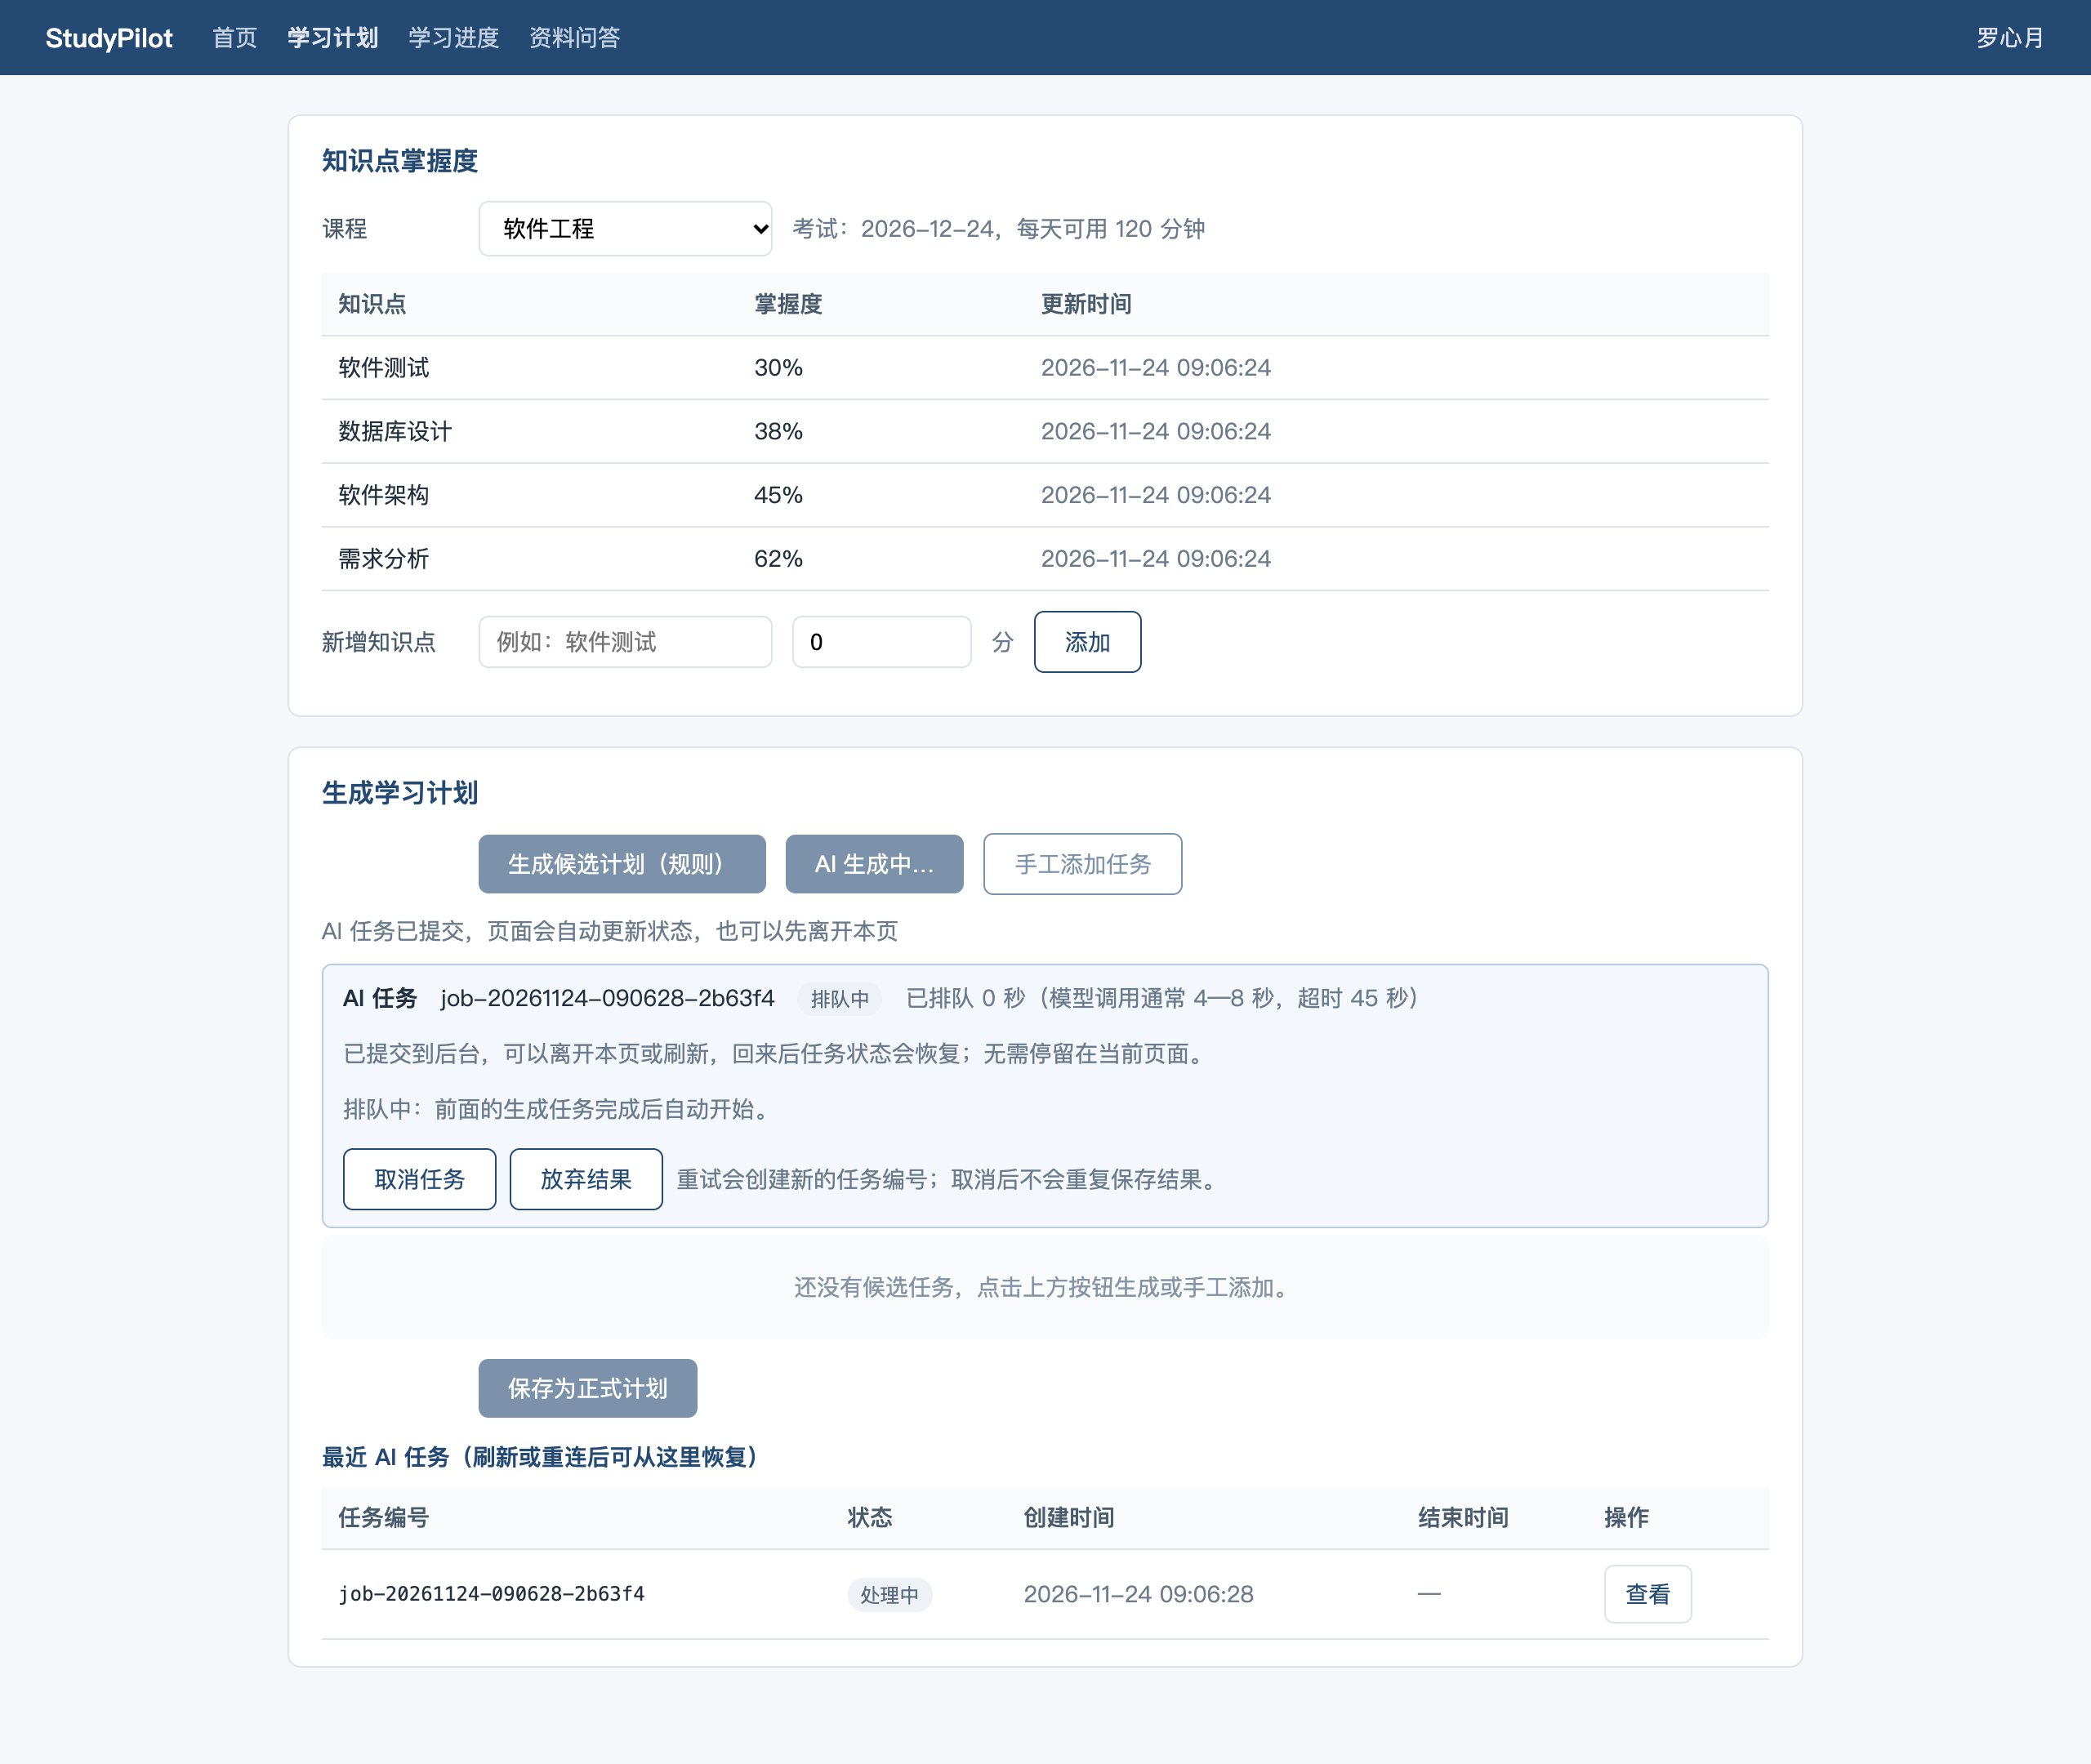 StudyPilot 首页 学习计划 学习进度 资料问答 罗心月
知识点掌握度
课程 软件工程 考试：2026-12-24，每天可用 120 分钟
知识点 掌握度 更新时间
软件测试 30% 2026-11-24 09:06:24
数据库设计 38% 2026-11-24 09:06:24
软件架构 45% 2026-11-24 09:06:24
需求分析 62% 2026-11-24 09:06:24
新增知识点 例如：软件测试 0 分 添加
生成学习计划
生成候选计划（规则） AI 生成中... 手工添加任务
AI 任务已提交，页面会自动更新状态，也可以先离开本页
AI 任务 job-20261124-090628-2b63f4 排队中 已排队 0 秒（模型调用通常 4—8 秒，超时 45 秒）
已提交到后台，可以离开本页或刷新，回来后任务状态会恢复；无需停留在当前页面。
排队中：前面的生成任务完成后自动开始。
取消任务 放弃结果 重试会创建新的任务编号；取消后不会重复保存结果。
还没有候选任务，点击上方按钮生成或手工添加。
保存为正式计划
最近 AI 任务（刷新或重连后可从这里恢复）
任务编号 状态 创建时间 结束时间 操作
job-20261124-090628-2b63f4 处理中 2026-11-24 09:06:28 — 查看